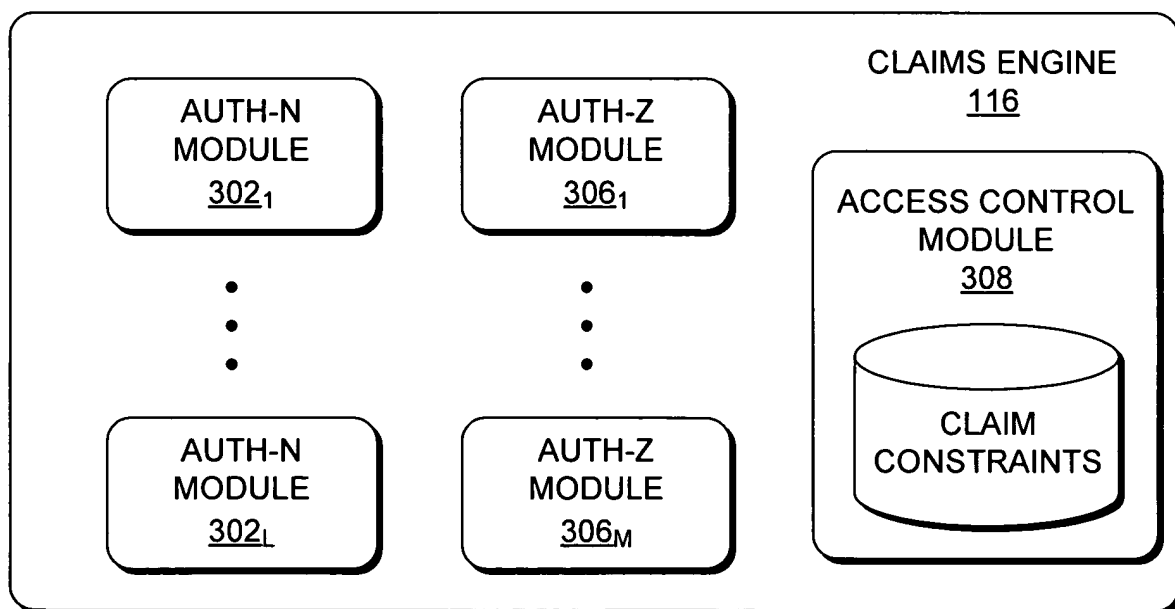 CLAIMS ENGINE
116
AUTH-N
MODULE
302₁
AUTH-Z
MODULE
306₁
ACCESS CONTROL
MODULE
308
CLAIM
CONSTRAINTS
AUTH-N
MODULE
302L
AUTH-Z
MODULE
306M